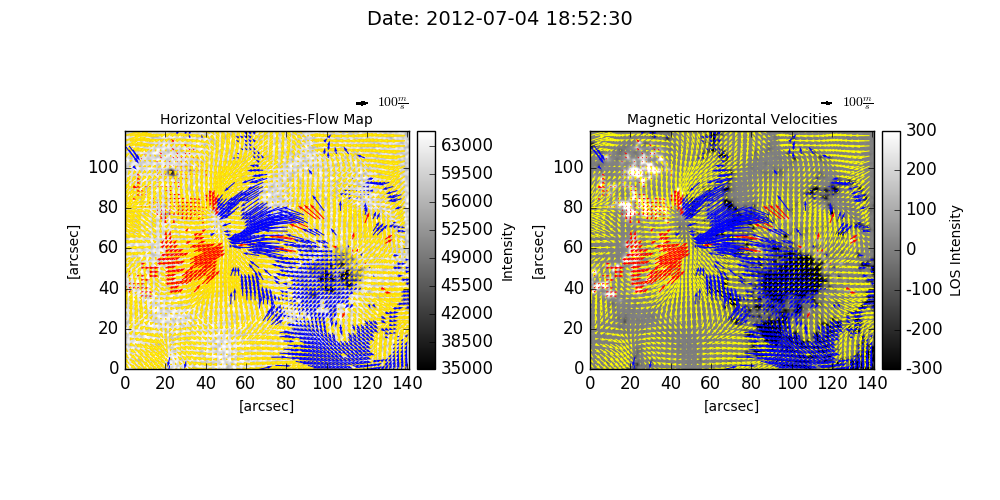 Date: 2012-07-04 18:52:30
100 m/s
Horizontal Velocities-Flow Map
[arcsec]
100
80
60
40
20
0
0 20 40 60 80 100 120 140
[arcsec]
63000
59500
56000
52500
49000
45500
42000
38500
35000
Intensity
100 m/s
Magnetic Horizontal Velocities
[arcsec]
100
80
60
40
20
0
0 20 40 60 80 100 120 140
[arcsec]
300
200
100
0
-100
-200
-300
LOS Intensity